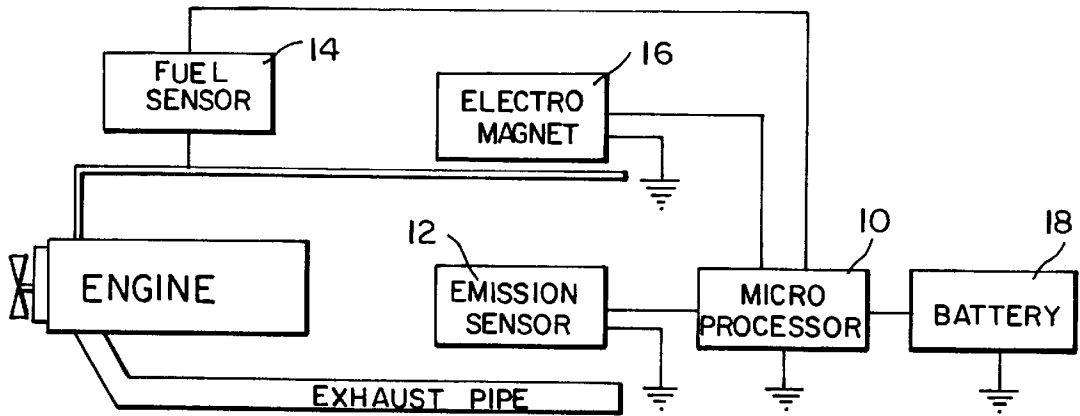 14
FUEL
SENSOR
16
ELECTRO
MAGNET
12
10
18
ENGINE
EMISSION
SENSOR
MICRO
PROCESSOR
BATTERY
EXHAUST PIPE